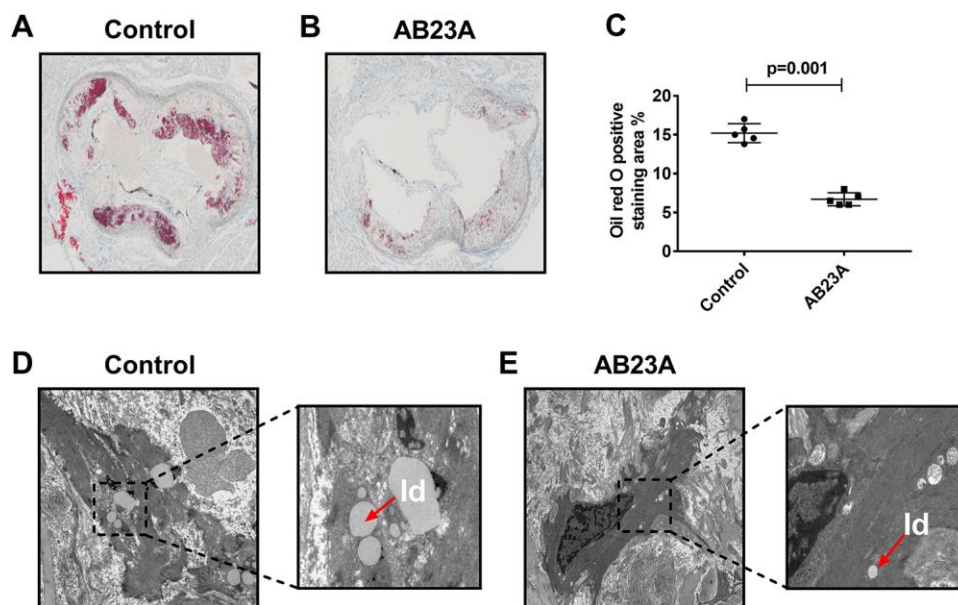 A
Control
B
AB23A
C
p=0.001
Oil red O positive
staining area %
20
15
10
5
0
Control
AB23A
D
Control
ld
E
AB23A
ld